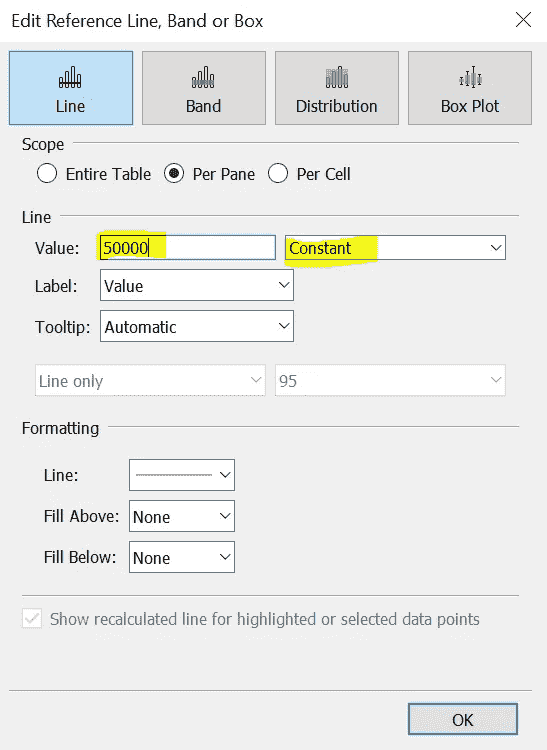 Edit Reference Line, Band or Box
Line Band Distribution Box Plot
Scope
Entire Table Per Pane Per Cell
Line
Value: 50000 Constant
Label: Value
Tooltip: Automatic
Line only 95
Formatting
Line:
Fill Above: None
Fill Below: None
Show recalculated line for highlighted or selected data points
OK